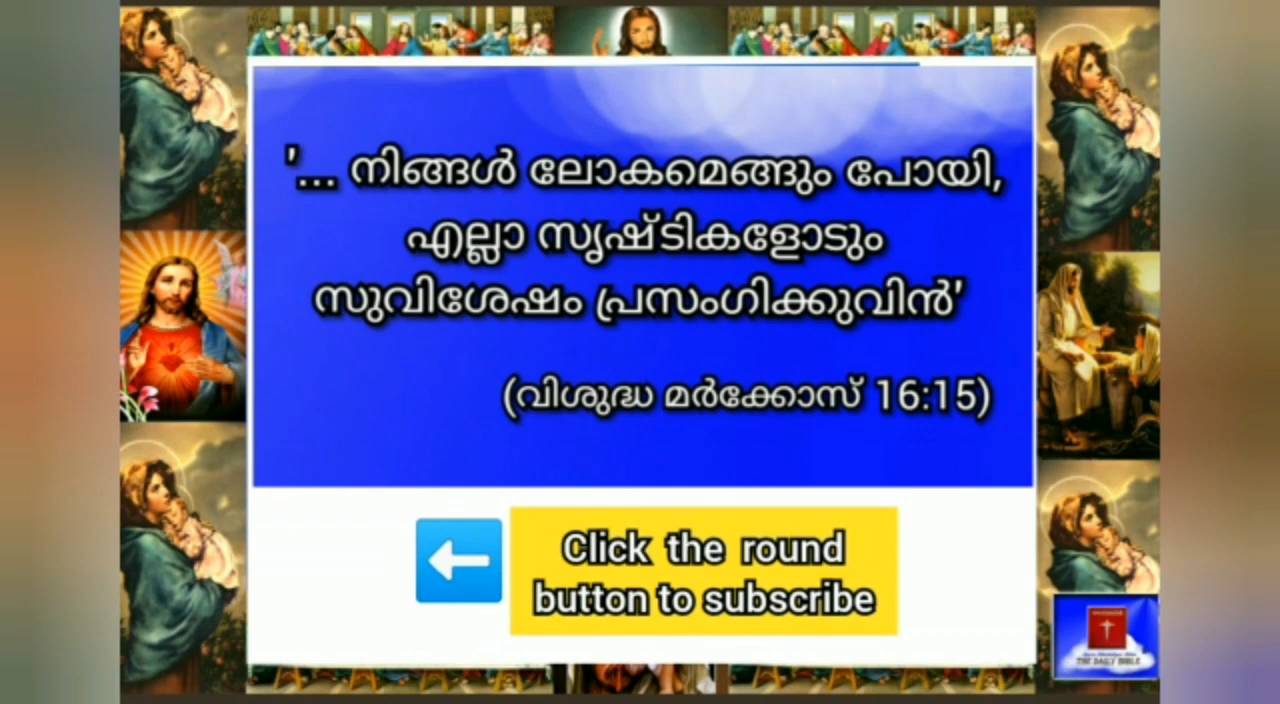 '... നിങ്ങൾ ലോകമെങ്ങും പോയി,
എല്ലാ സൃഷ്ടികളോടും
സുവിശേഷം പ്രസംഗിക്കുവിൻ'
(വിശുദ്ധ മർക്കോസ് 16:15)
Click the round
button to subscribe
THE DAILY BIBLE